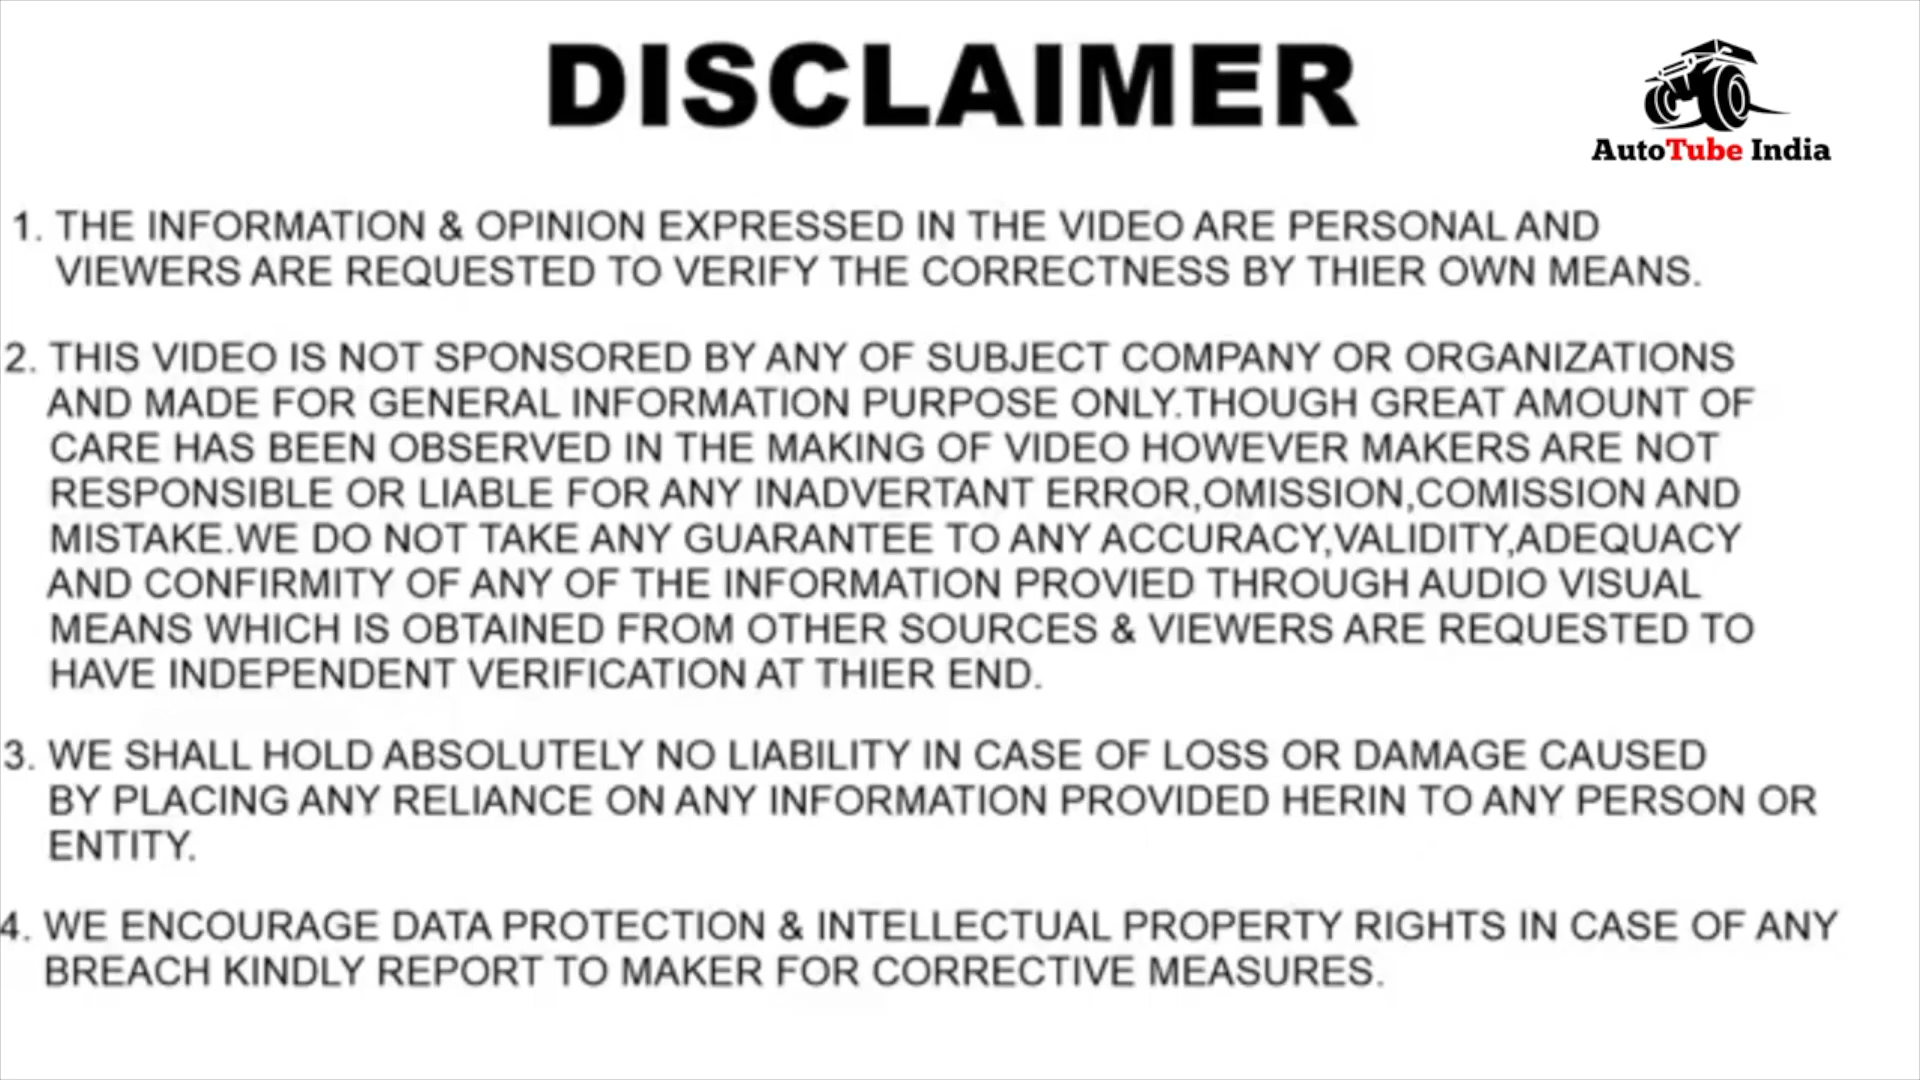 DISCLAIMER
AutoTube India
1. THE INFORMATION & OPINION EXPRESSED IN THE VIDEO ARE PERSONAL AND
VIEWERS ARE REQUESTED TO VERIFY THE CORRECTNESS BY THIER OWN MEANS.
2. THIS VIDEO IS NOT SPONSORED BY ANY OF SUBJECT COMPANY OR ORGANIZATIONS
AND MADE FOR GENERAL INFORMATION PURPOSE ONLY.THOUGH GREAT AMOUNT OF
CARE HAS BEEN OBSERVED IN THE MAKING OF VIDEO HOWEVER MAKERS ARE NOT
RESPONSIBLE OR LIABLE FOR ANY INADVERTANT ERROR,OMISSION,COMISSION AND
MISTAKE.WE DO NOT TAKE ANY GUARANTEE TO ANY ACCURACY,VALIDITY,ADEQUACY
AND CONFIRMITY OF ANY OF THE INFORMATION PROVIED THROUGH AUDIO VISUAL
MEANS WHICH IS OBTAINED FROM OTHER SOURCES & VIEWERS ARE REQUESTED TO
HAVE INDEPENDENT VERIFICATION AT THIER END.
3. WE SHALL HOLD ABSOLUTELY NO LIABILITY IN CASE OF LOSS OR DAMAGE CAUSED
BY PLACING ANY RELIANCE ON ANY INFORMATION PROVIDED HERIN TO ANY PERSON OR
ENTITY.
4. WE ENCOURAGE DATA PROTECTION & INTELLECTUAL PROPERTY RIGHTS IN CASE OF ANY
BREACH KINDLY REPORT TO MAKER FOR CORRECTIVE MEASURES.